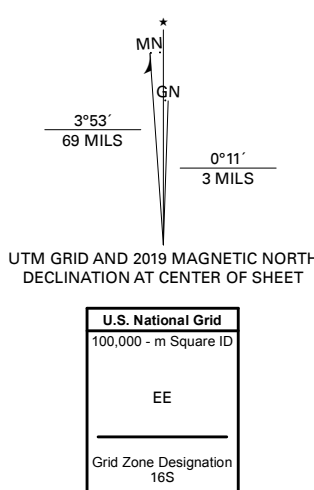 ★
MN
GN
3°53´
69 MILS
0°11´
3 MILS
UTM GRID AND 2019 MAGNETIC NORTH
DECLINATION AT CENTER OF SHEET
U.S. National Grid
100,000 - m Square ID
EE
Grid Zone Designation
16S